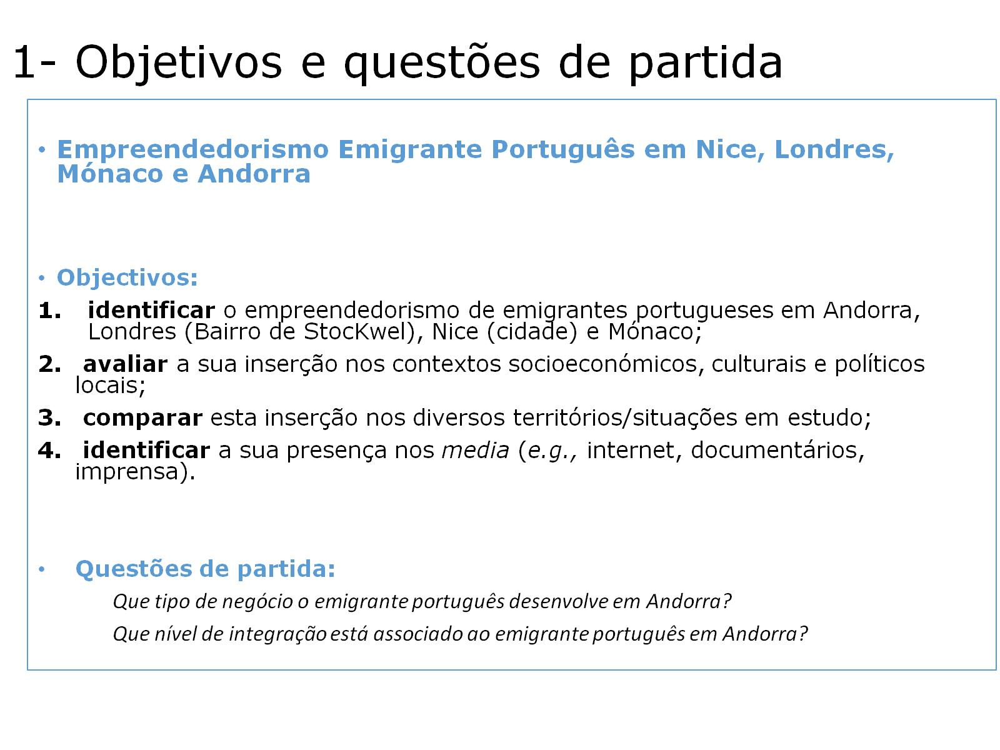 1- Objetivos e questões de partida
• Empreendedorismo Emigrante Português em Nice, Londres,
Mónaco e Andorra
• Objectivos:
1. identificar o empreendedorismo de emigrantes portugueses em Andorra,
Londres (Bairro de StocKwel), Nice (cidade) e Mónaco;
2. avaliar a sua inserção nos contextos socioeconómicos, culturais e políticos
locais;
3. comparar esta inserção nos diversos territórios/situações em estudo;
4. identificar a sua presença nos media (e.g., internet, documentários,
imprensa).
• Questões de partida:
Que tipo de negócio o emigrante português desenvolve em Andorra?
Que nível de integração está associado ao emigrante português em Andorra?